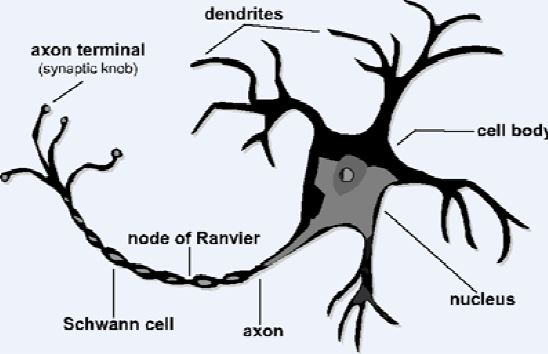 dendrites
axon terminal
(synaptic knob)
cell body
node of Ranvier
nucleus
Schwann cell
axon